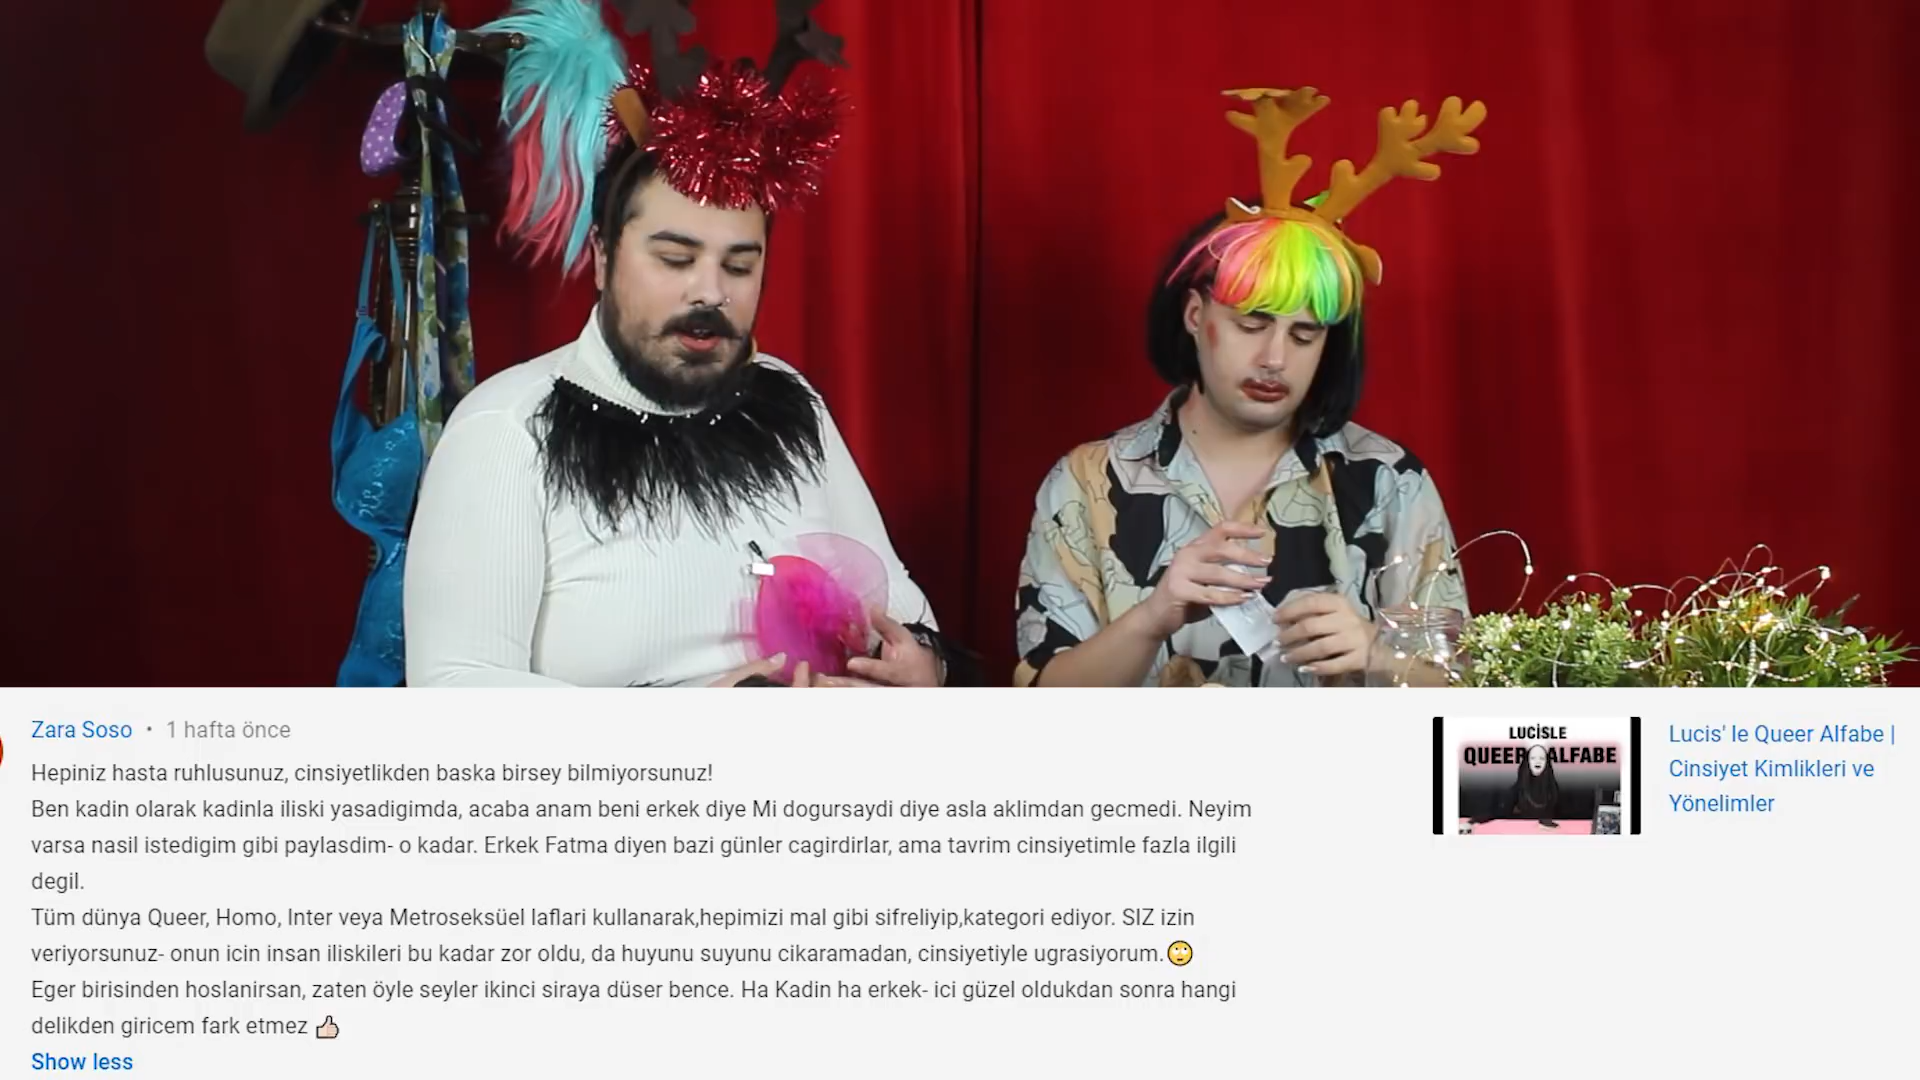 Zara Soso • 1 hafta önce
Hepiniz hasta ruhlusunuz, cinsiyetlikden baska birsey bilmiyorsunuz!
Ben kadin olarak kadinla iliski yasadigimda, acaba anam beni erkek diye Mi dogursaydi diye asla aklimdan gecmedi. Neyim
varsa nasil istedigim gibi paylasdim- o kadar. Erkek Fatma diyen bazi günler cagirdirlar, ama tavrim cinsiyetimle fazla ilgili
degil.
Tüm dünya Queer, Homo, Inter veya Metroseksüel laflari kullanarak,hepimizi mal gibi sifreliyip,kategori ediyor. SIZ izin
veriyorsunuz- onun icin insan iliskileri bu kadar zor oldu, da huyunu suyunu cikaramadan, cinsiyetiyle ugrasiyorum.🙄
Eger birisinden hoslanirsan, zaten öyle seyler ikinci siraya düser bence. Ha Kadin ha erkek- ici güzel oldukdan sonra hangi
delikden giricem fark etmez 👍🏻
Show less
LUCİSLE
QUEER ALFABE
Lucis' le Queer Alfabe |
Cinsiyet Kimlikleri ve
Yönelimler